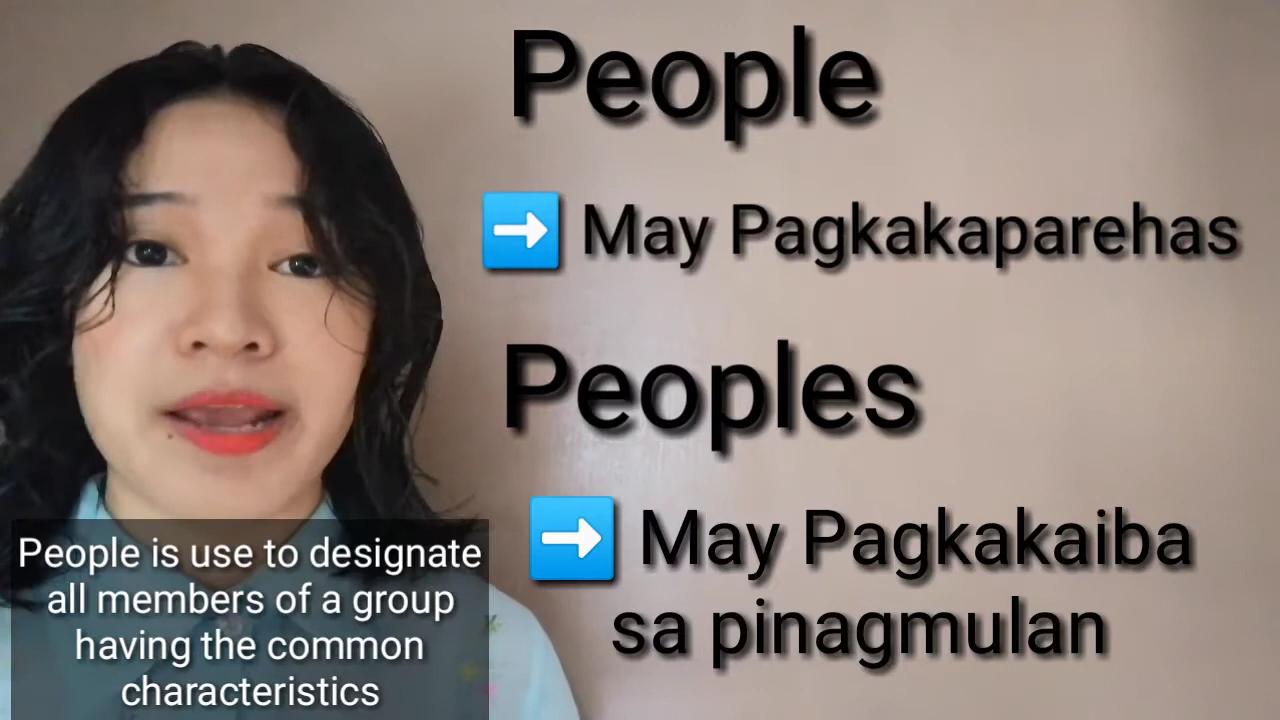 People
➡ May Pagkakaparehas
Peoples
➡ May Pagkakaiba
sa pinagmulan
People is use to designate
all members of a group
having the common
characteristics